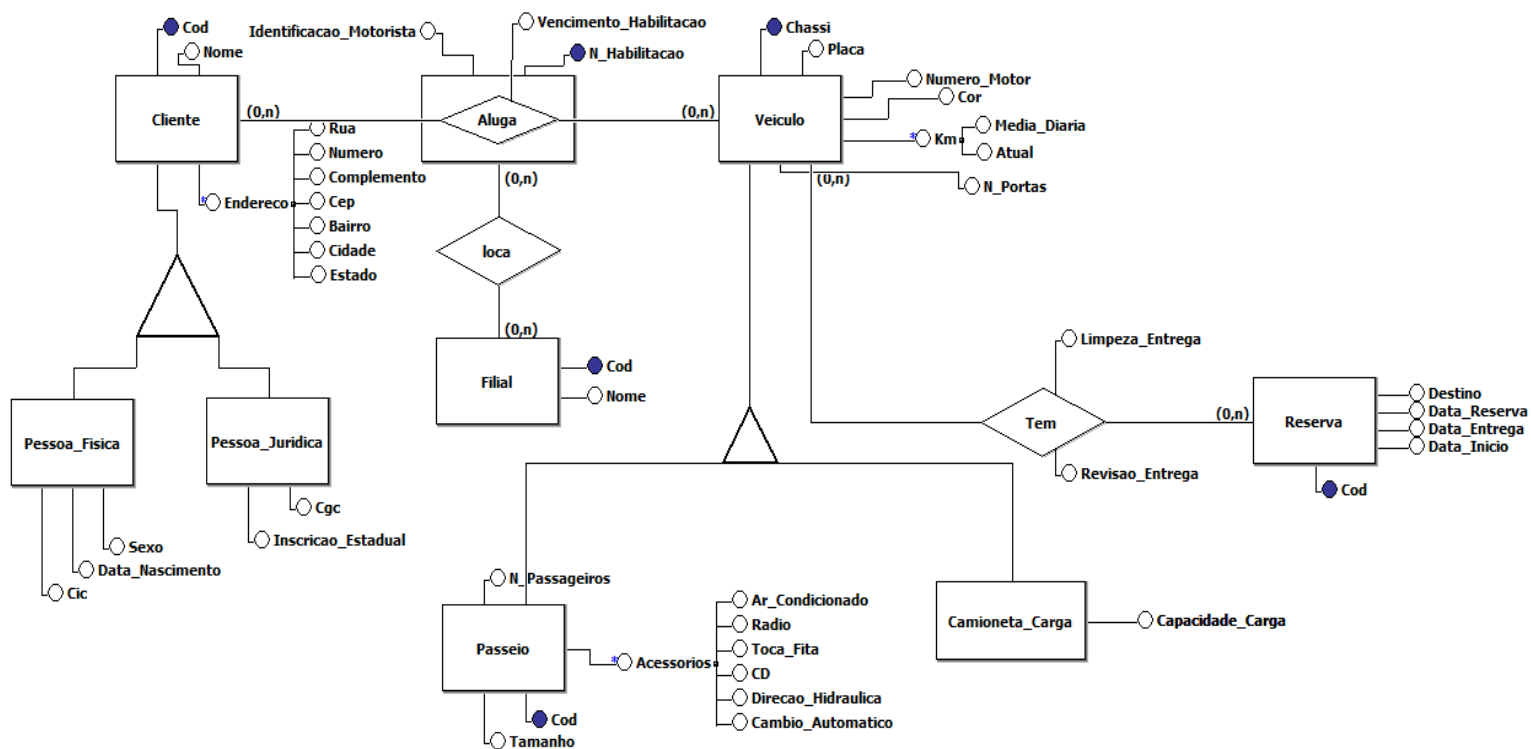 Cod
Nome
Cliente
(0,n)
Endereco
Rua
Numero
Complemento
Cep
Bairro
Cidade
Estado
Identificacao_Motorista
Vencimento_Habilitacao
N_Habilitacao
Aluga
(0,n)
(0,n)
loca
(0,n)
Filial
Cod
Nome
Chassi
Placa
Numero_Motor
Cor
Veiculo
* Km
Media_Diaria
Atual
N_Portas
(0,n)
Pessoa_Fisica
Pessoa_Juridica
Cgc
Inscricao_Estadual
Sexo
Data_Nascimento
Cic
Limpeza_Entrega
Tem
Revisao_Entrega
(0,n)
Reserva
Destino
Data_Reserva
Data_Entrega
Data_Inicio
Cod
N_Passageiros
Passeio
* Acessorios
Ar_Condicionado
Radio
Toca_Fita
CD
Direcao_Hidraulica
Cambio_Automatico
Cod
Tamanho
Camioneta_Carga
Capacidade_Carga